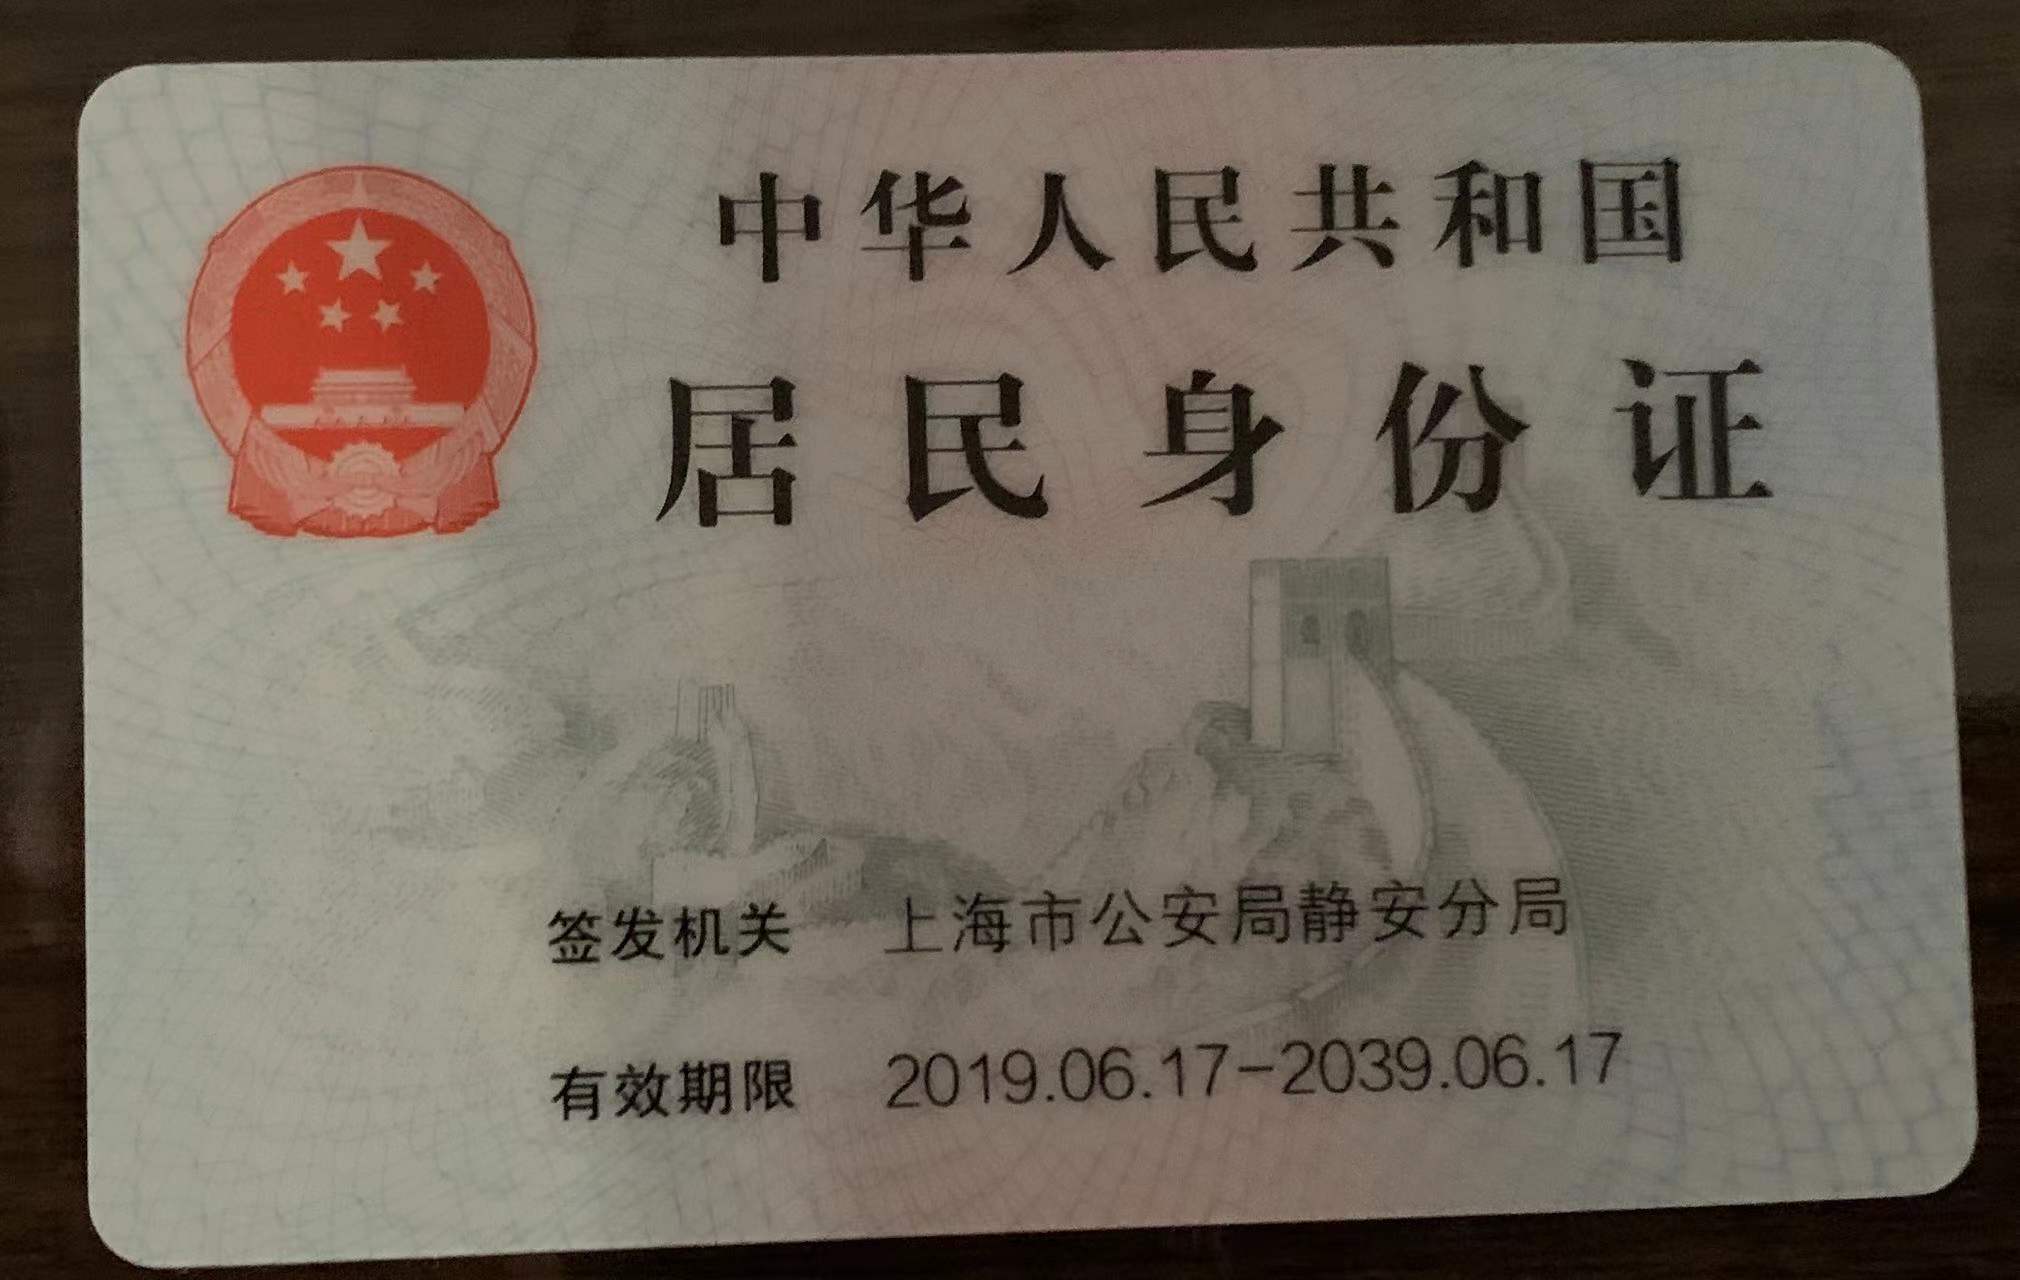 中华人民共和国
居民身份证
签发机关 上海市公安局静安分局
有效期限 2019.06.17-2039.06.17